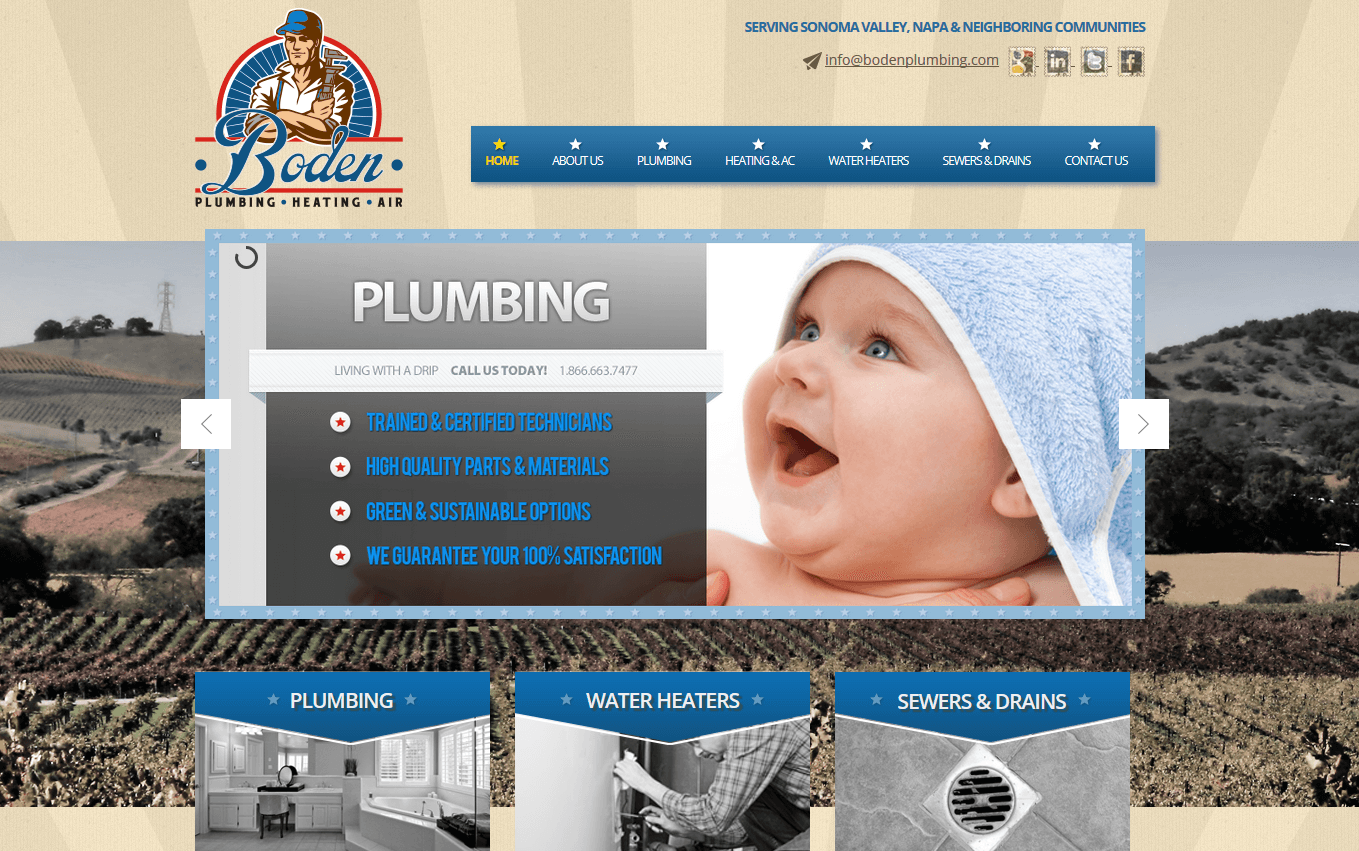 SERVING SONOMA VALLEY, NAPA & NEIGHBORING COMMUNITIES
info@bodenplumbing.com
Boden
PLUMBING • HEATING • AIR
HOME ABOUT US PLUMBING HEATING & AC WATER HEATERS SEWERS & DRAINS CONTACT US
PLUMBING
LIVING WITH A DRIP CALL US TODAY! 1.866.663.7477
TRAINED & CERTIFIED TECHNICIANS
HIGH QUALITY PARTS & MATERIALS
GREEN & SUSTAINABLE OPTIONS
WE GUARANTEE YOUR 100% SATISFACTION
PLUMBING
WATER HEATERS
SEWERS & DRAINS